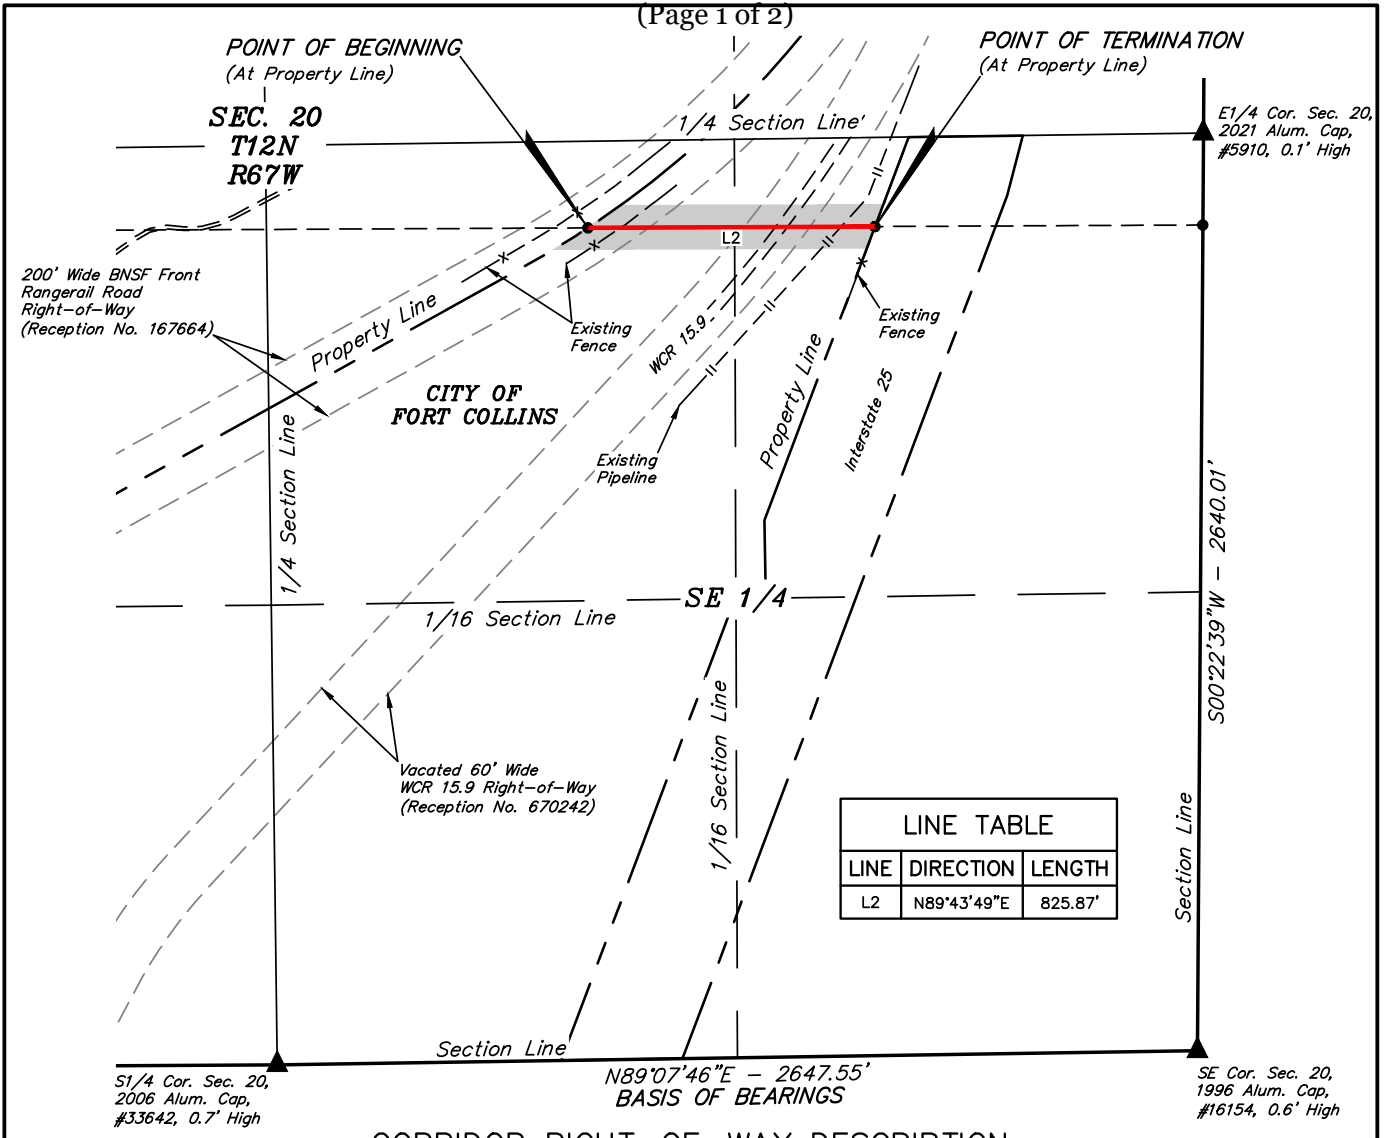 (Page 1 of 2)
POINT OF BEGINNING
(At Property Line)
POINT OF TERMINATION
(At Property Line)
SEC. 20
T12N
R67W
1/4 Section Line
E1/4 Cor. Sec. 20,
2021 Alum. Cap,
#5910, 0.1' High
L2
200' Wide BNSF Front
Rangerail Road
Right-of-Way
(Reception No. 167664)
Property Line
Existing
Fence
WCR 15.9
Existing
Fence
CITY OF
FORT COLLINS
Property Line
Interstate 25
Existing
Pipeline
1/4 Section Line
S00°22'39"W - 2640.01'
SE 1/4
1/16 Section Line
1/16 Section Line
Vacated 60' Wide
WCR 15.9 Right-of-Way
(Reception No. 670242)
LINE TABLE
LINE DIRECTION LENGTH
L2 N89°43'49"E 825.87'
Section Line
Section Line
N89°07'46"E - 2647.55'
BASIS OF BEARINGS
S1/4 Cor. Sec. 20,
2006 Alum. Cap,
#33642, 0.7' High
SE Cor. Sec. 20,
1996 Alum. Cap,
#16154, 0.6' High
CORRIDOR RIGHT-OF-WAY DESCRIPTION